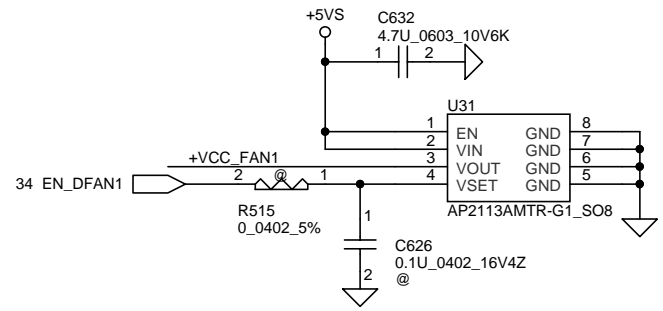 +5VS
C632
4.7U_0603_10V6K
1 2
U31
1 EN GND 8
2 VIN GND 7
+VCC_FAN1 3 VOUT GND 6
34 EN_DFAN1 2 @ 1 4 VSET GND 5
R515
0_0402_5%
AP2113AMTR-G1_SO8
1
C626
0.1U_0402_16V4Z
2
@